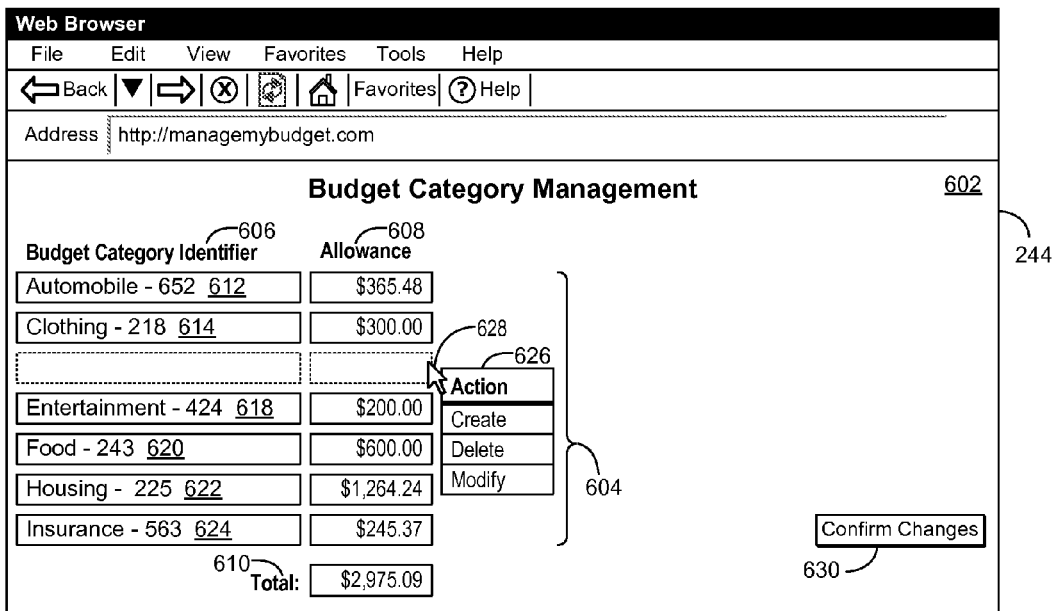 Web Browser
File Edit View Favorites Tools Help
Back Favorites ? Help
Address http://managemybudget.com
Budget Category Management 602
606 608
Budget Category Identifier Allowance
244
Automobile - 652 612 $365.48
Clothing - 218 614 $300.00
628
626
Action
Entertainment - 424 618 $200.00
Create
Food - 243 620 $600.00
Delete
Housing - 225 622 $1,264.24
Modify
604
Insurance - 563 624 $245.37
Confirm Changes
610
630
Total: $2,975.09